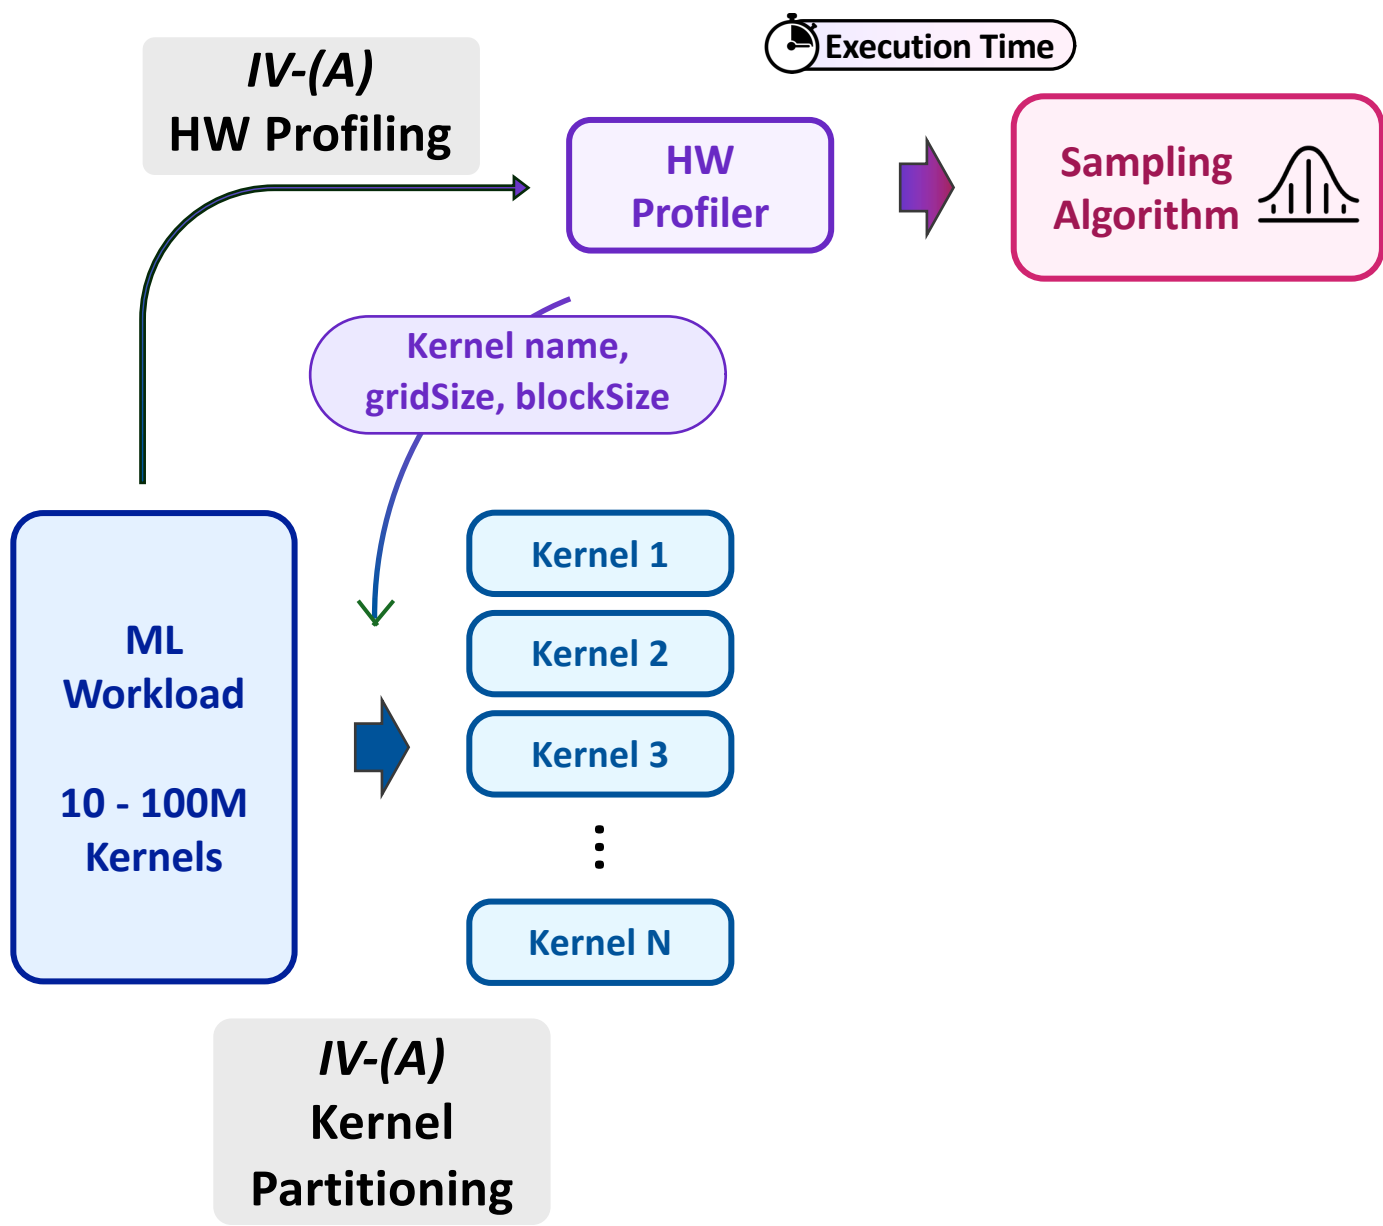 IV-(A)
HW Profiling
Execution Time
HW
Profiler
Sampling
Algorithm
Kernel name,
gridSize, blockSize
ML
Workload
10 - 100M
Kernels
Kernel 1
Kernel 2
Kernel 3
Kernel N
IV-(A)
Kernel
Partitioning